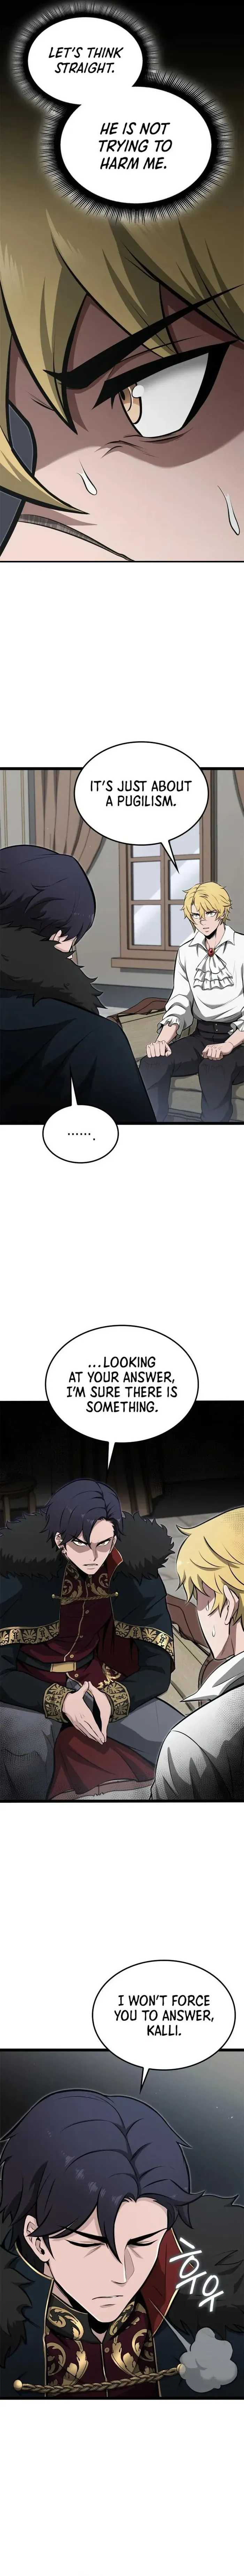 LET'S THINK
STRAIGHT.
HE IS NOT
TRYING TO
HARM ME.
IT'S JUST ABOUT
A PUGILISM.
.......
...LOOKING
AT YOUR ANSWER,
I'M SURE THERE IS
SOMETHING.
I WON'T FORCE
YOU TO ANSWER,
KALLI.